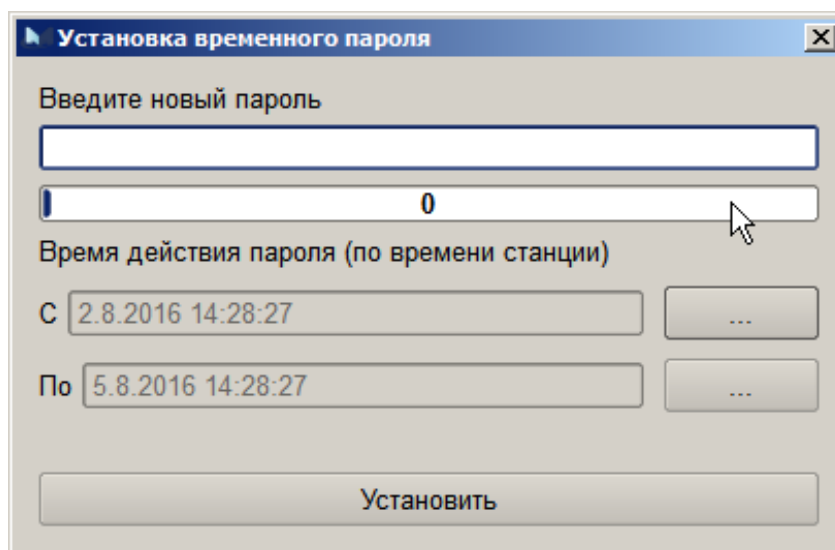 Установка временного пароля
Введите новый пароль
0
Время действия пароля (по времени станции)
С 2.8.2016 14:28:27 ...
По 5.8.2016 14:28:27 ...
Установить